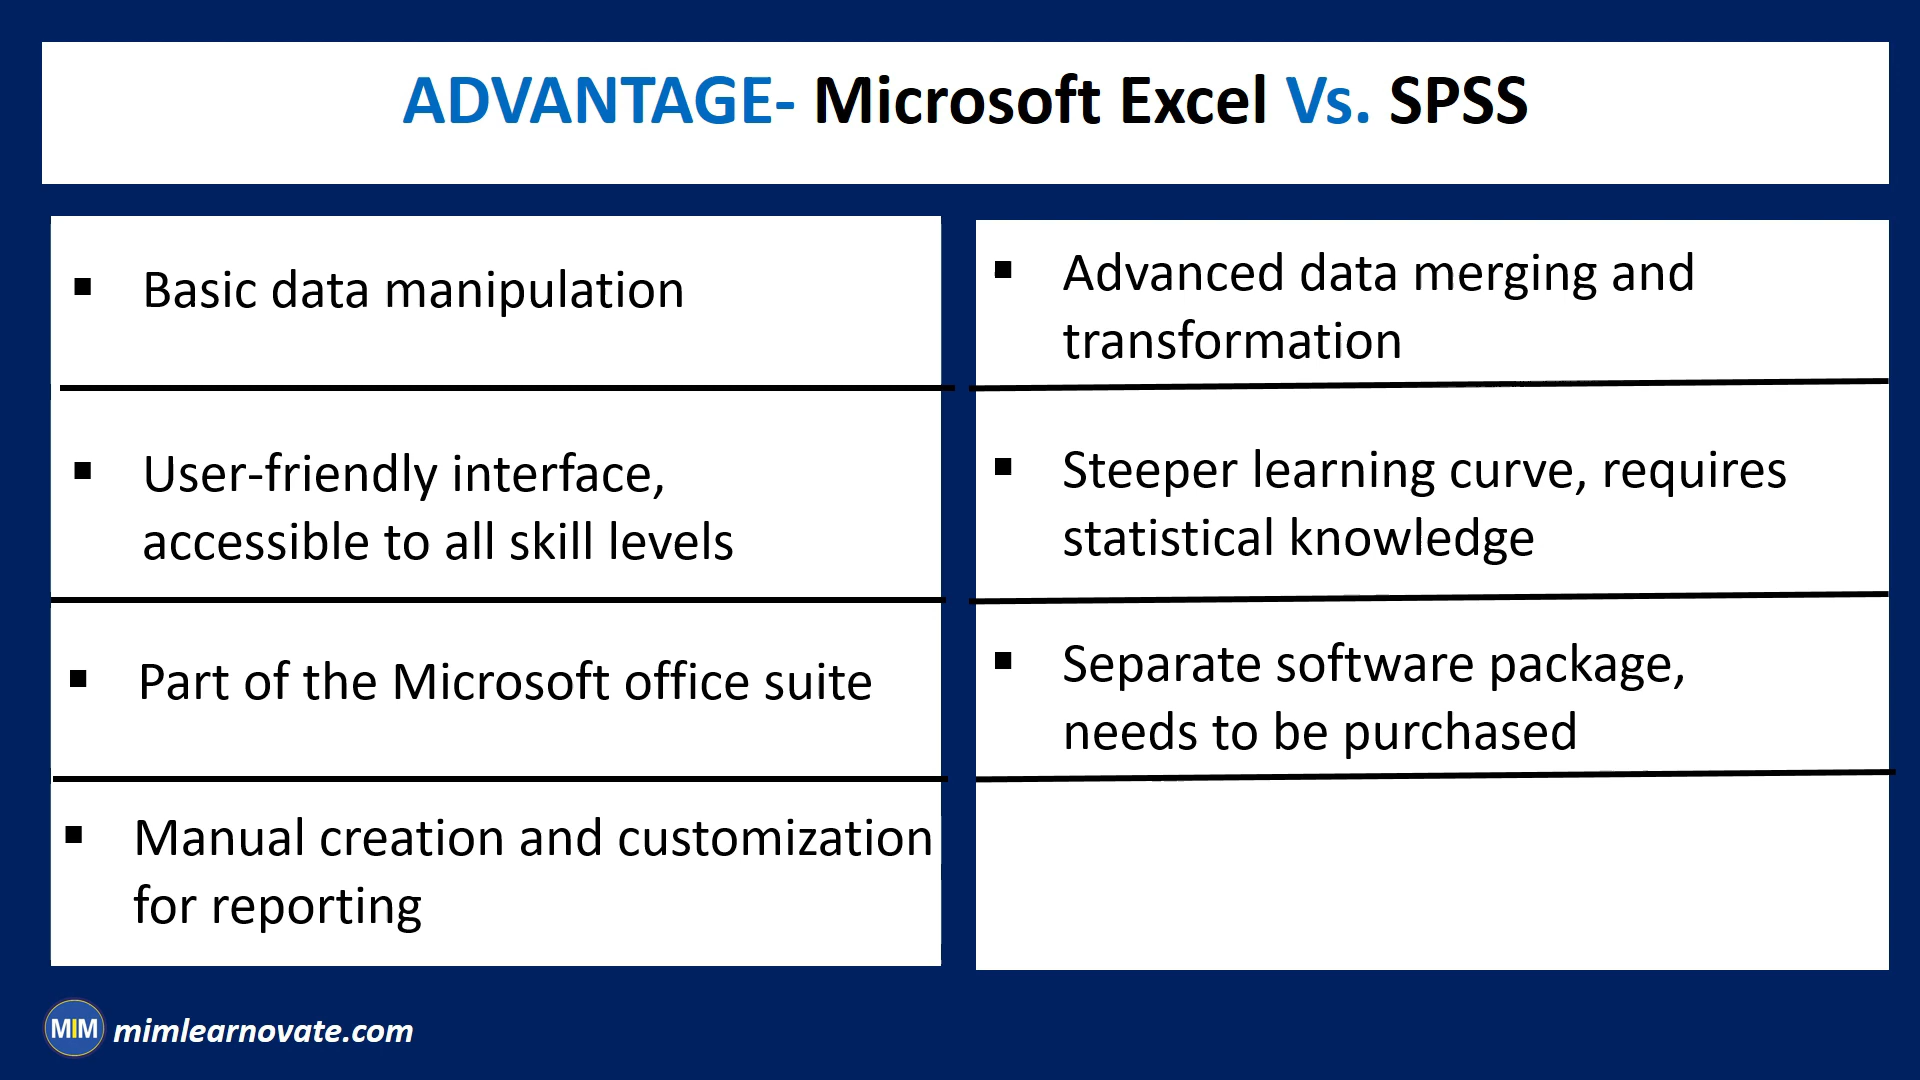 ADVANTAGE- Microsoft Excel Vs. SPSS
▪ Basic data manipulation
▪ User-friendly interface,
accessible to all skill levels
▪ Part of the Microsoft office suite
▪ Manual creation and customization
for reporting
▪ Advanced data merging and
transformation
▪ Steeper learning curve, requires
statistical knowledge
▪ Separate software package,
needs to be purchased
MIM mimlearnovate.com